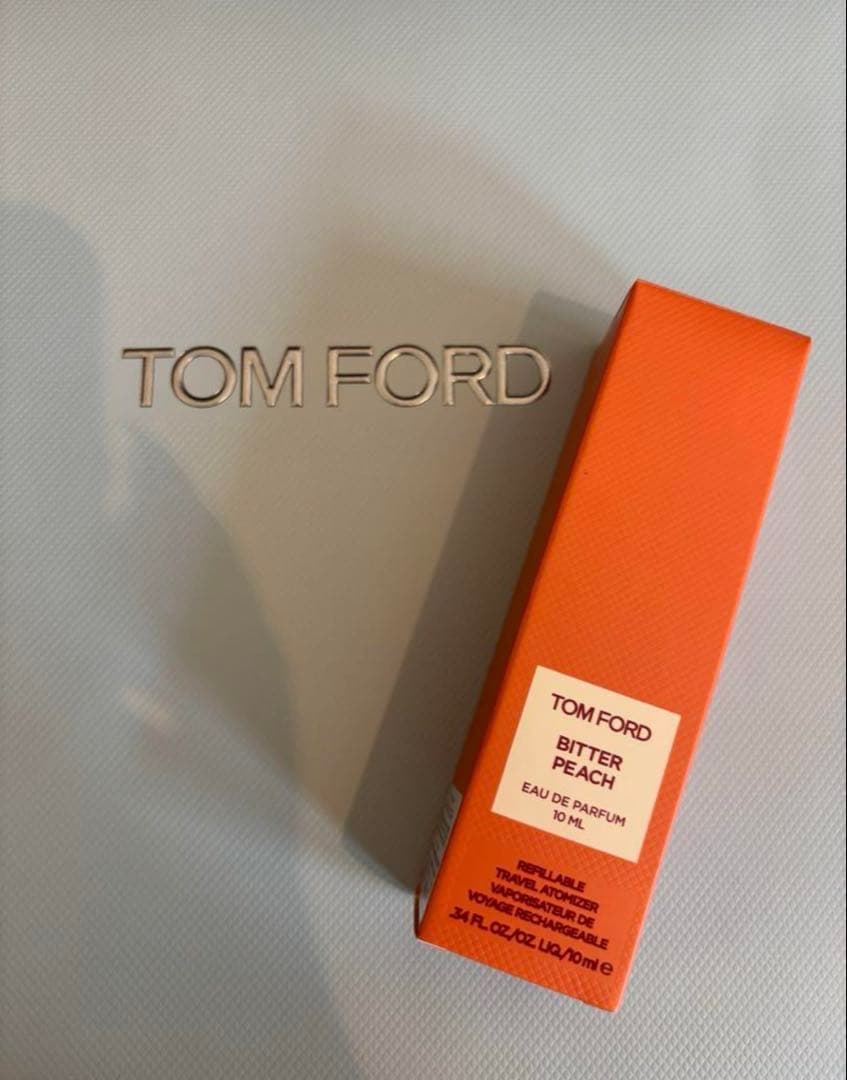 TOM FORD
TOM FORD
BITTER
PEACH
EAU DE PARFUM
10 ML
REFILLABLE
TRAVEL ATOMIZER
VAPORISATEUR DE
VOYAGE RECHARGEABLE
.34 FL. OZ./OZ. LIQ./10 ml e